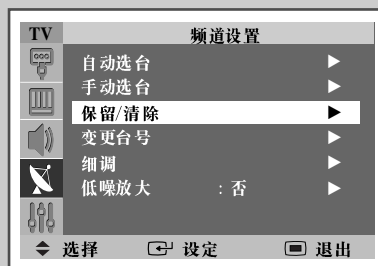 TV 频道设置
自动选台
手动选台
保留/清除
变更台号
细调
低噪放大 : 否
选择 设定 退出